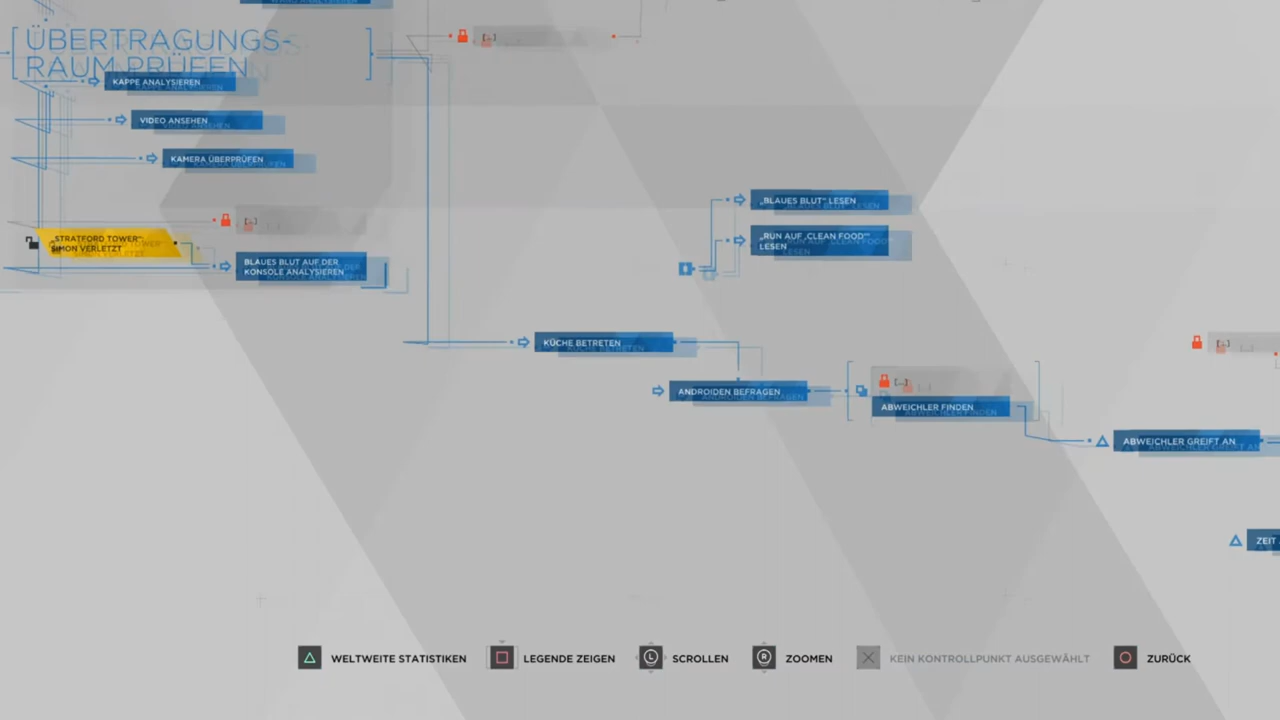 ÜBERTRAGUNGS-
RAUM PRÜFEN
[...]
KAPPE ANALYSIEREN
VIDEO ANSEHEN
KAMERA ÜBERPRÜFEN
[...]
„STRATFORD TOWER“:
SIMON VERLETZT
BLAUES BLUT AUF DER
KONSOLE ANALYSIEREN
„BLAUES BLUT“ LESEN
„RUN AUF ‚CLEAN FOOD‘“
LESEN
KÜCHE BETRETEN
[...]
ANDROIDEN BEFRAGEN
[...]
ABWEICHLER FINDEN
ABWEICHLER GREIFT AN
ZEIT
WELTWEITE STATISTIKEN
LEGENDE ZEIGEN
L
SCROLLEN
R
ZOOMEN
KEIN KONTROLLPUNKT AUSGEWÄHLT
ZURÜCK